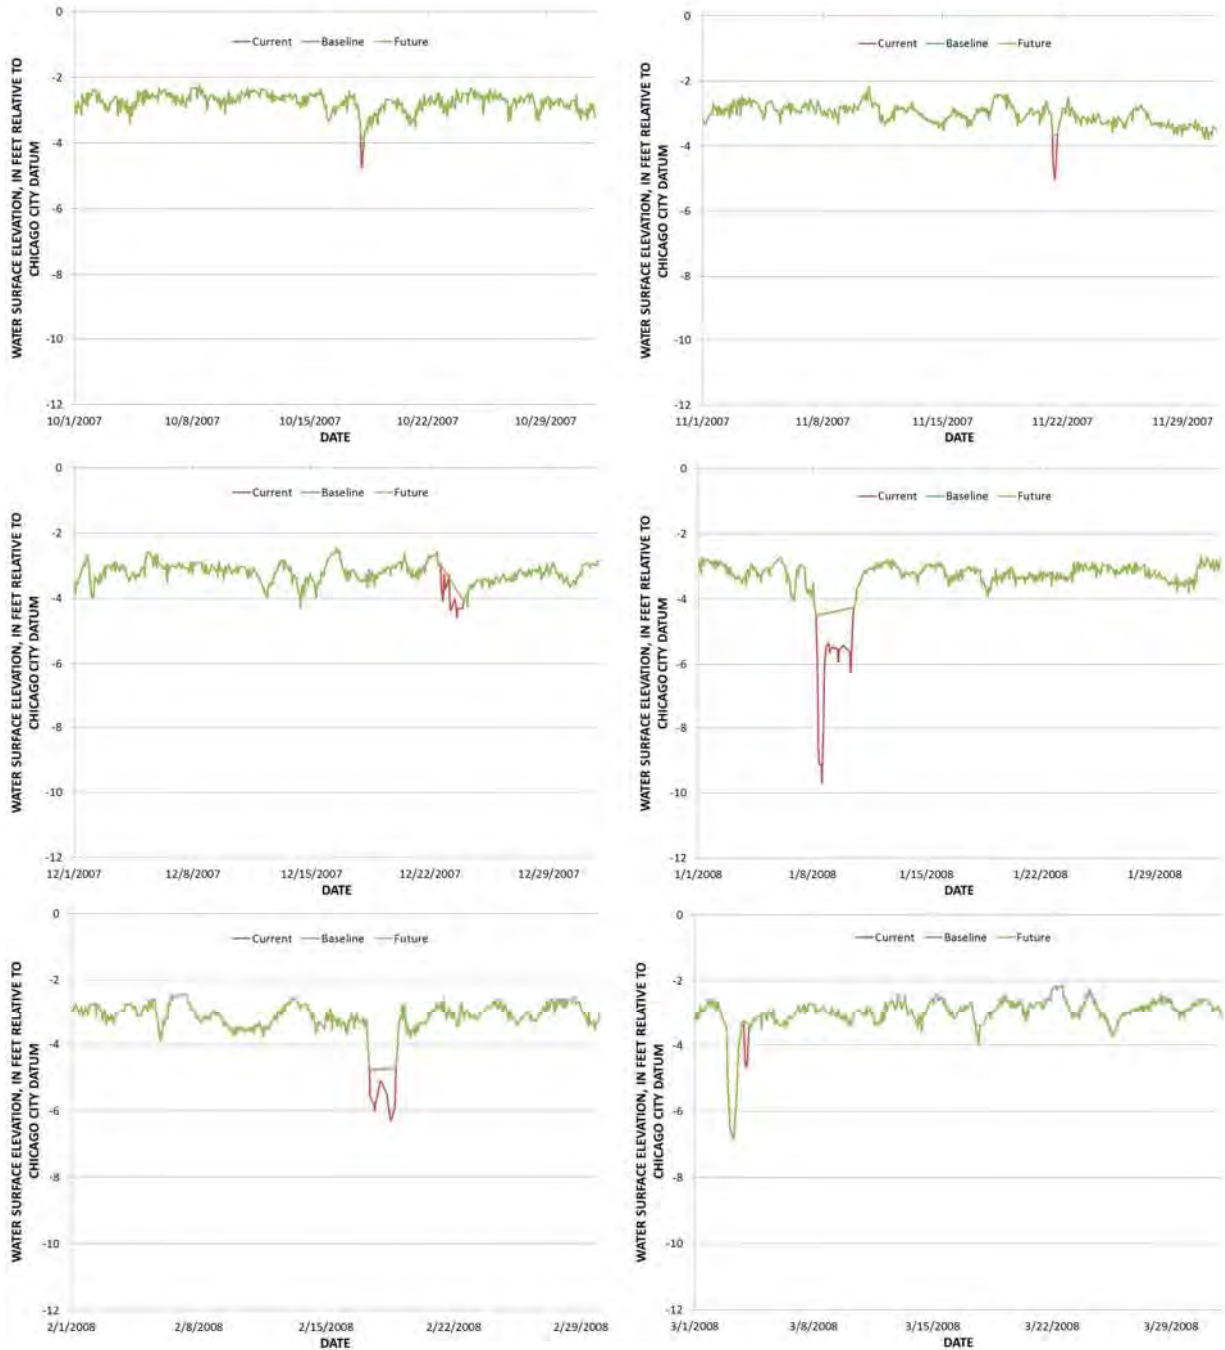 0
-2
-4
-6
-8
-10
-12
WATER SURFACE ELEVATION, IN FEET RELATIVE TO
CHICAGO CITY DATUM
Current Baseline Future
10/1/2007 10/8/2007 10/15/2007 10/22/2007 10/29/2007
DATE
0
-2
-4
-6
-8
-10
-12
WATER SURFACE ELEVATION, IN FEET RELATIVE TO
CHICAGO CITY DATUM
Current Baseline Future
11/1/2007 11/8/2007 11/15/2007 11/22/2007 11/29/2007
DATE
0
-2
-4
-6
-8
-10
-12
WATER SURFACE ELEVATION, IN FEET RELATIVE TO
CHICAGO CITY DATUM
Current Baseline Future
12/1/2007 12/8/2007 12/15/2007 12/22/2007 12/29/2007
DATE
0
-2
-4
-6
-8
-10
-12
WATER SURFACE ELEVATION, IN FEET RELATIVE TO
CHICAGO CITY DATUM
Current Baseline Future
1/1/2008 1/8/2008 1/15/2008 1/22/2008 1/29/2008
DATE
0
-2
-4
-6
-8
-10
-12
WATER SURFACE ELEVATION, IN FEET RELATIVE TO
CHICAGO CITY DATUM
Current Baseline Future
2/1/2008 2/8/2008 2/15/2008 2/22/2008 2/29/2008
DATE
0
-2
-4
-6
-8
-10
-12
WATER SURFACE ELEVATION, IN FEET RELATIVE TO
CHICAGO CITY DATUM
Current Baseline Future
3/1/2008 3/8/2008 3/15/2008 3/22/2008 3/29/2008
DATE